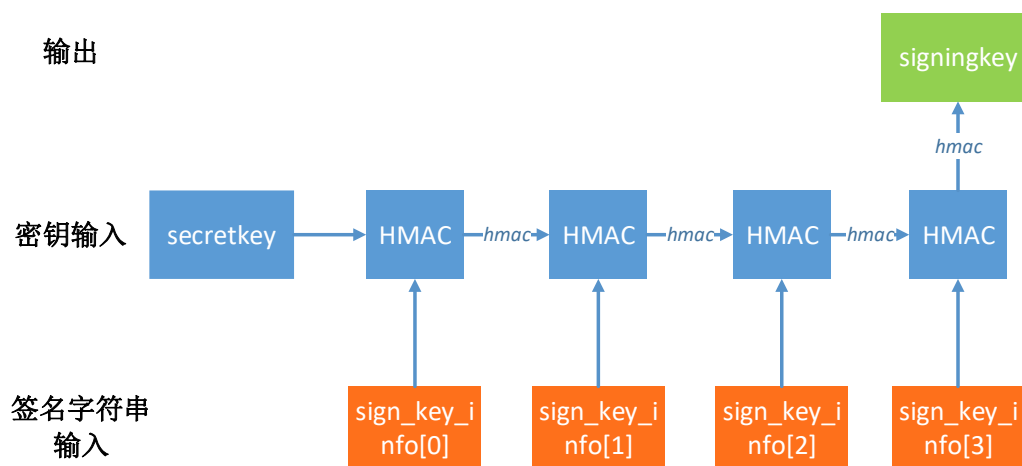 输出
signingkey
hmac
密钥输入
secretkey
HMAC
hmac
HMAC
hmac
HMAC
hmac
HMAC
签名字符串
输入
sign_key_i
nfo[0]
sign_key_i
nfo[1]
sign_key_i
nfo[2]
sign_key_i
nfo[3]